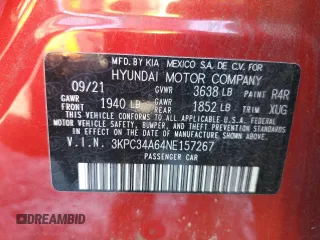 MFD. BY KIA MEXICO S.A. DE C.V. FOR
HYUNDAI MOTOR COMPANY
09/21 GVWR 3638 LB PAINT R4R
GAWR FRONT 1940 LB GAWR REAR 1852 LB TRIM XUG
THIS VEHICLE CONFORMS TO ALL APPLICABLE U.S. FEDERAL MOTOR VEHICLE
SAFETY, BUMPER, AND THEFT PREVENTION STANDARDS
IN EFFECT ON THE DATE OF MANUFACTURE SHOWN ABOVE.
V.I.N. 3KPC34A64NE157267
PASSENGER CAR
DREAMBID
DREAMBID.COM